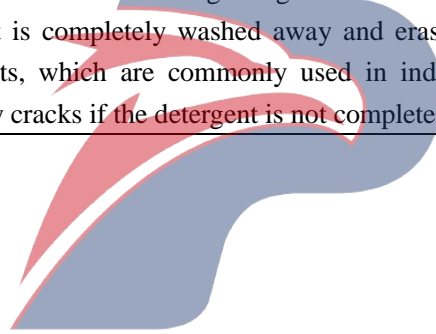 is completely washed away and eras
ts, which are commonly used in ind
cracks if the detergent is not complete